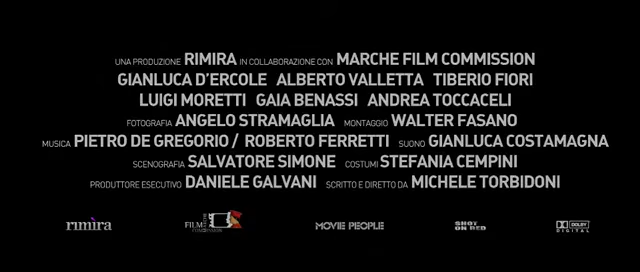 UNA PRODUZIONE RIMIRA IN COLLABORAZIONE CON MARCHE FILM COMMISSION
GIANLUCA D'ERCOLE ALBERTO VALLETTA TIBERIO FIORI
LUIGI MORETTI GAIA BENASSI ANDREA TOCCACELI
FOTOGRAFIA ANGELO STRAMAGLIA MONTAGGIO WALTER FASANO
MUSICA PIETRO DE GREGORIO / ROBERTO FERRETTI SUONO GIANLUCA COSTAMAGNA
SCENOGRAFIA SALVATORE SIMONE COSTUMI STEFANIA CEMPINI
PRODUTTORE ESECUTIVO DANIELE GALVANI SCRITTO E DIRETTO DA MICHELE TORBIDONI
rimira
FILM MARCHE COMMISSION
MOVIE PEOPLE
SHOT ON RED
DOLBY DIGITAL